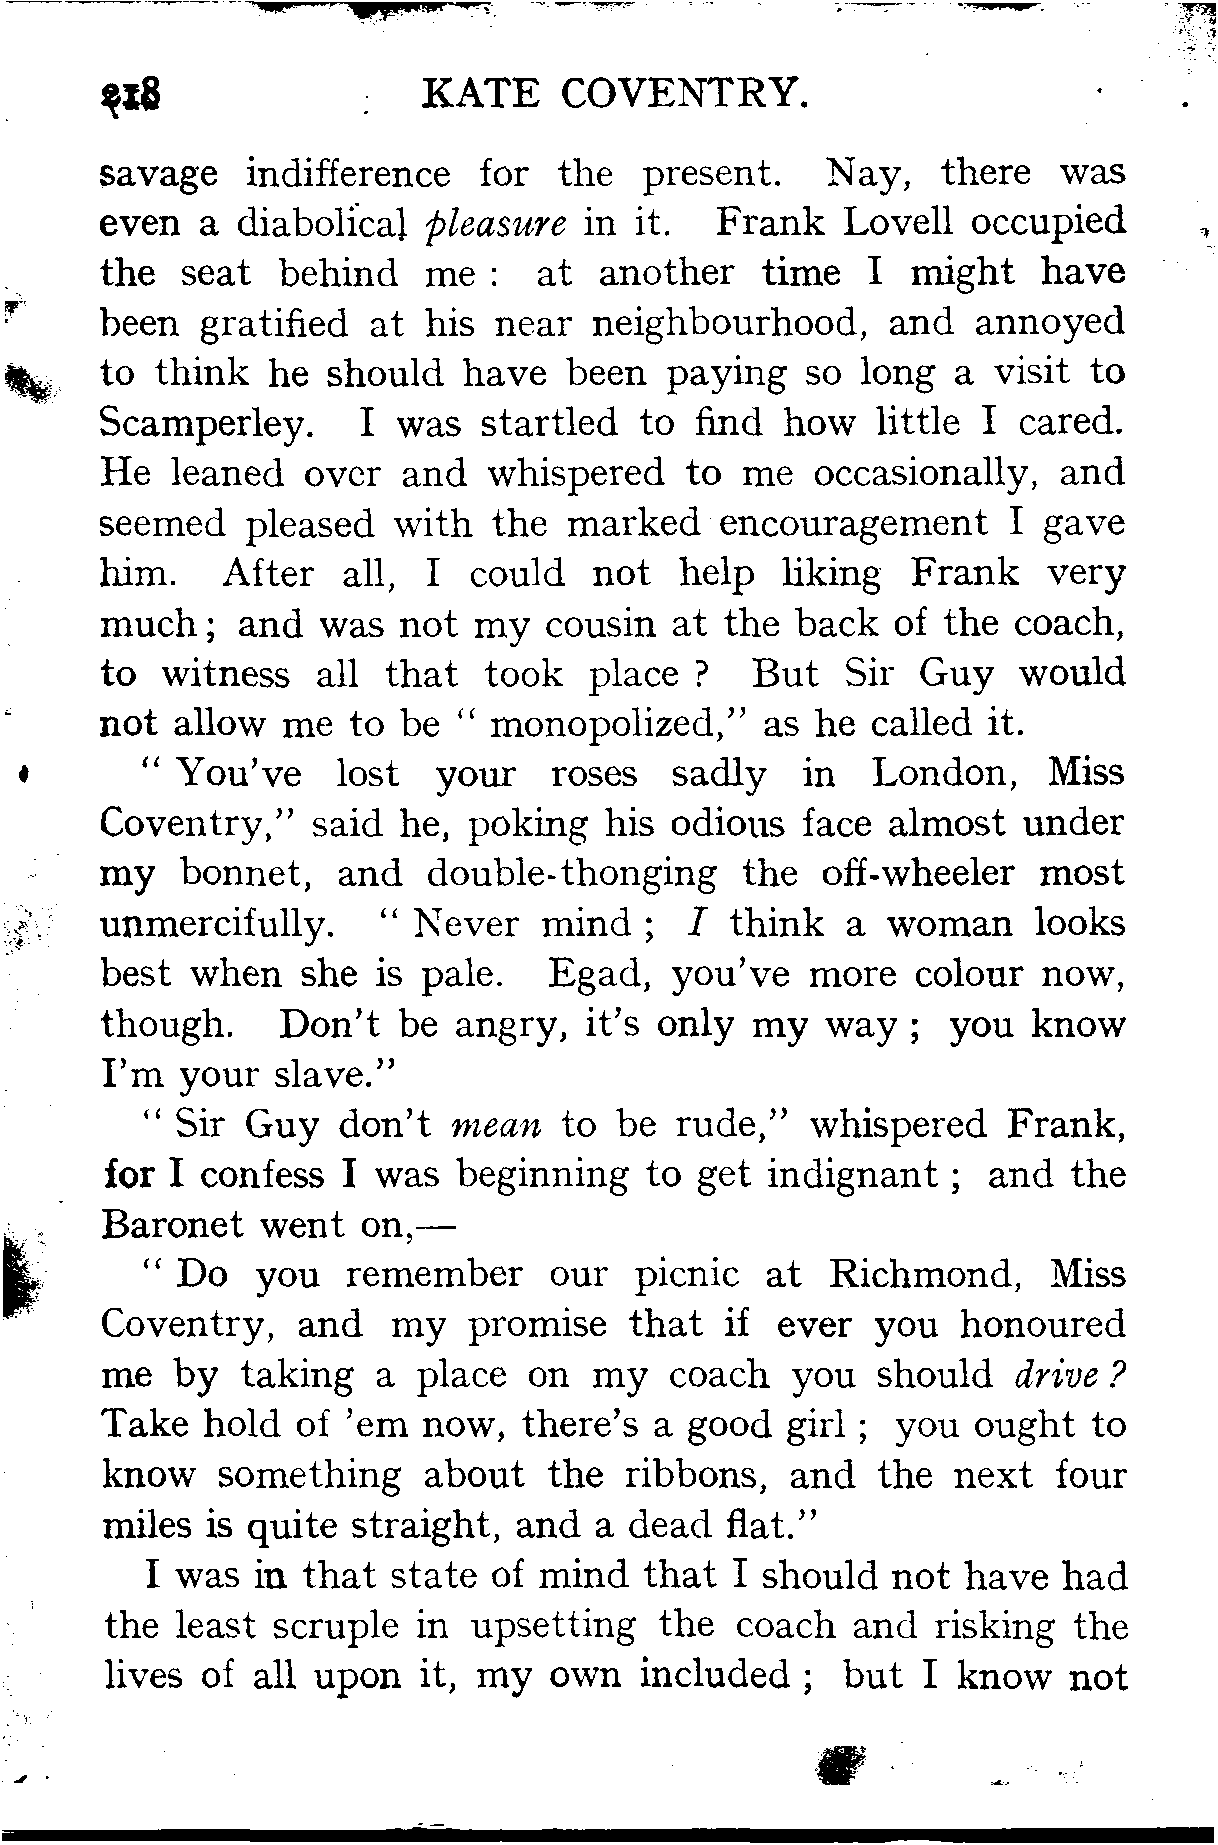 218 KATE COVENTRY.
savage indifference for the present. Nay, there was
even a diabolical pleasure in it. Frank Lovell occupied
the seat behind me : at another time I might have
been gratified at his near neighbourhood, and annoyed
to think he should have been paying so long a visit to
Scamperley. I was startled to find how little I cared.
He leaned over and whispered to me occasionally, and
seemed pleased with the marked encouragement I gave
him. After all, I could not help liking Frank very
much ; and was not my cousin at the back of the coach,
to witness all that took place ? But Sir Guy would
not allow me to be “ monopolized,” as he called it.
“ You’ve lost your roses sadly in London, Miss
Coventry,” said he, poking his odious face almost under
my bonnet, and double-thonging the off-wheeler most
unmercifully. “ Never mind ; I think a woman looks
best when she is pale. Egad, you’ve more colour now,
though. Don’t be angry, it’s only my way ; you know
I’m your slave.”
“ Sir Guy don’t mean to be rude,” whispered Frank,
for I confess I was beginning to get indignant ; and the
Baronet went on,—
“ Do you remember our picnic at Richmond, Miss
Coventry, and my promise that if ever you honoured
me by taking a place on my coach you should drive ?
Take hold of ’em now, there’s a good girl ; you ought to
know something about the ribbons, and the next four
miles is quite straight, and a dead flat.”
I was in that state of mind that I should not have had
the least scruple in upsetting the coach and risking the
lives of all upon it, my own included ; but I know not